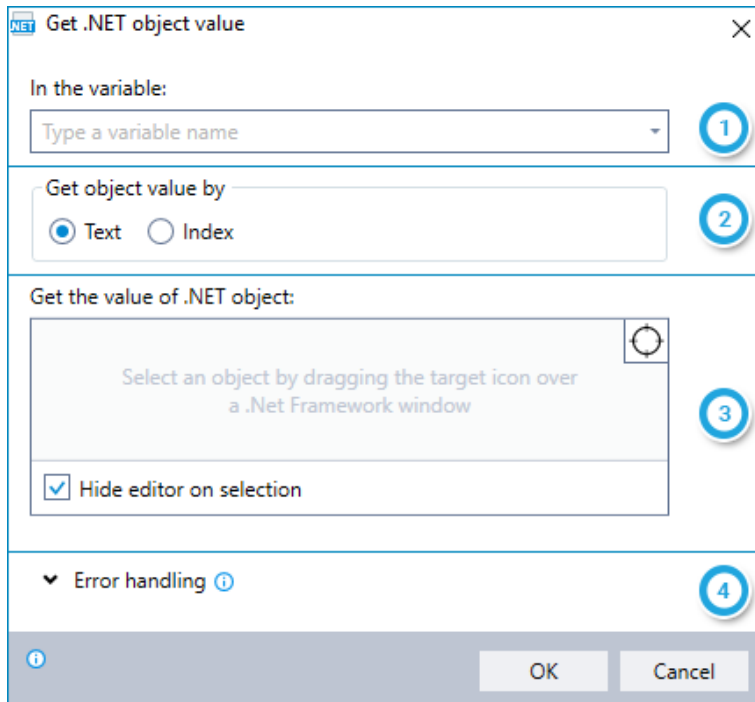 NET Get .NET object value
In the variable:
Type a variable name
1
Get object value by
Text Index
2
Get the value of .NET object:
Select an object by dragging the target icon over
a .Net Framework window
3
Hide editor on selection
Error handling
4
OK Cancel